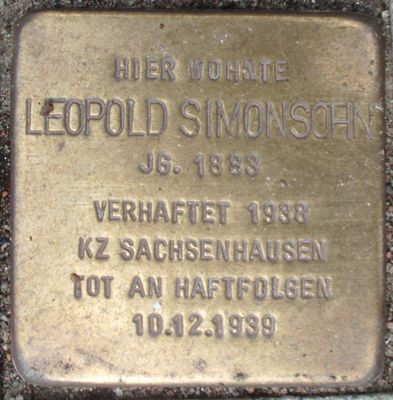 HIER WOHNTE
LEOPOLD SIMONSOHN
JG. 1883
VERHAFTET 1938
KZ SACHSENHAUSEN
TOT AN HAFTFOLGEN
10.12.1939